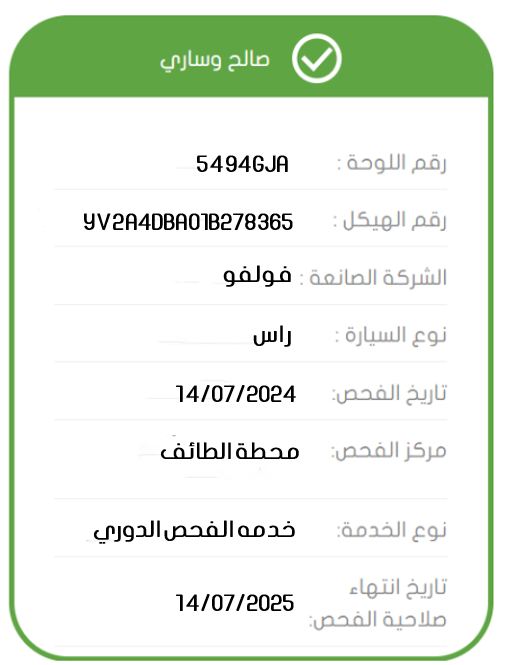 صالح وساري
رقم اللوحة : 5494GJA
رقم الهيكل : YV2A4DBA01B278365
الشركة الصانعة : فولفو
نوع السيارة : راس
تاريخ الفحص: 14/07/2024
مركز الفحص: محطة الطائف
نوع الخدمة: خدمه الفحص الدوري
تاريخ انتهاء
صلاحية الفحص: 14/07/2025